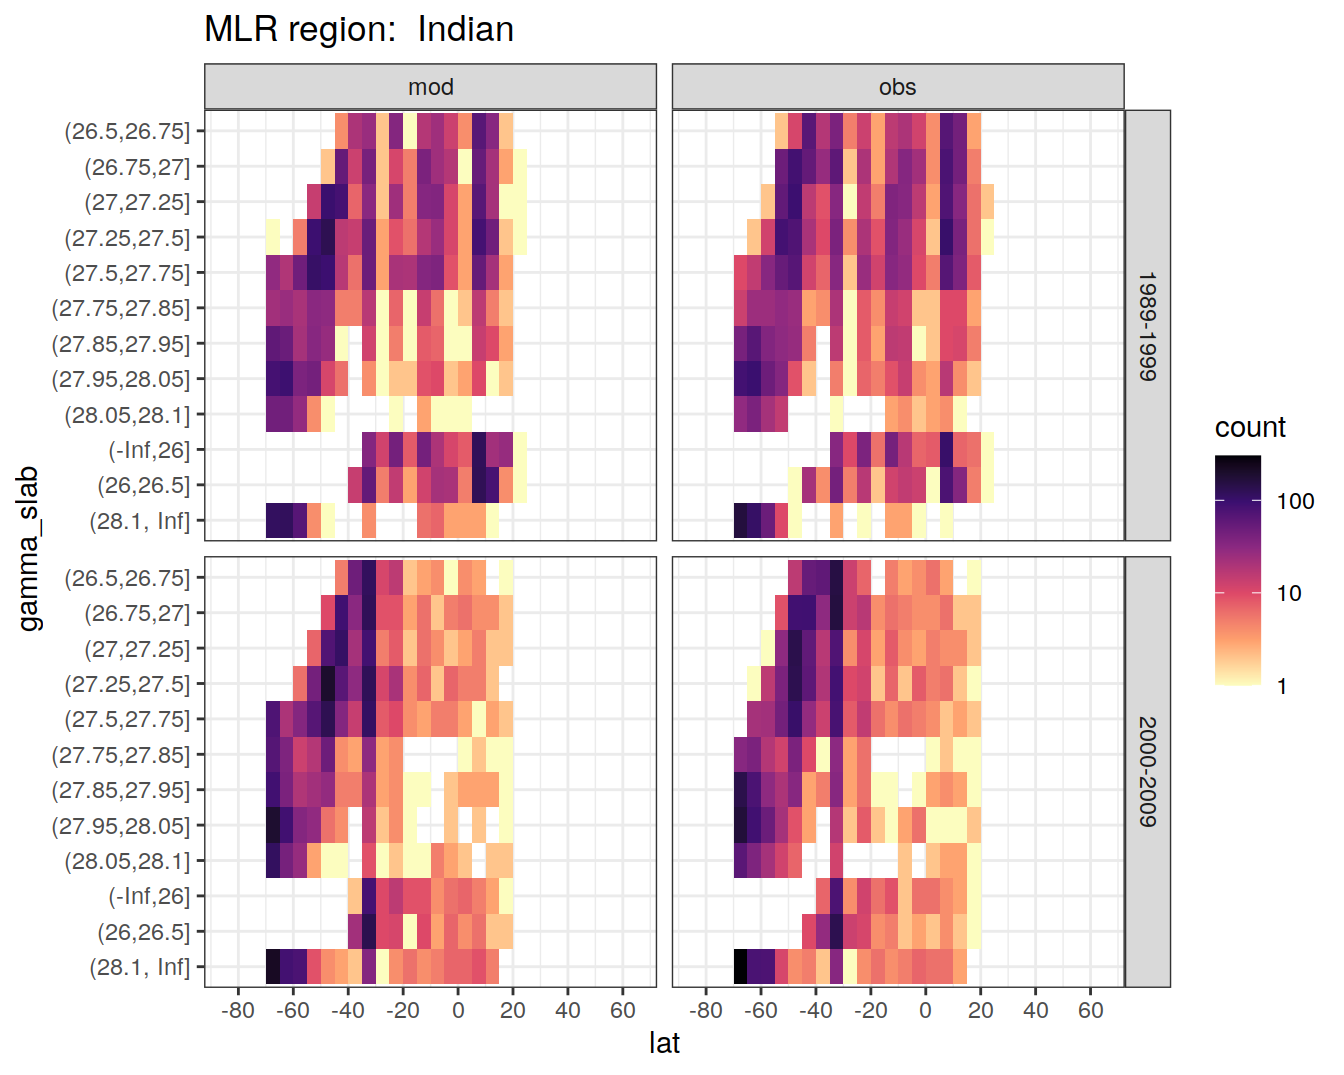 MLR region:  Indian
mod
obs
gamma_slab
(26.5,26.75]
(26.75,27]
(27,27.25]
(27.25,27.5]
(27.5,27.75]
(27.75,27.85]
(27.85,27.95]
(27.95,28.05]
(28.05,28.1]
(-Inf,26]
(26,26.5]
(28.1, Inf]
1989-1999
(26.5,26.75]
(26.75,27]
(27,27.25]
(27.25,27.5]
(27.5,27.75]
(27.75,27.85]
(27.85,27.95]
(27.95,28.05]
(28.05,28.1]
(-Inf,26]
(26,26.5]
(28.1, Inf]
2000-2009
-80 -60 -40 -20 0 20 40 60
-80 -60 -40 -20 0 20 40 60
lat
count
100
10
1